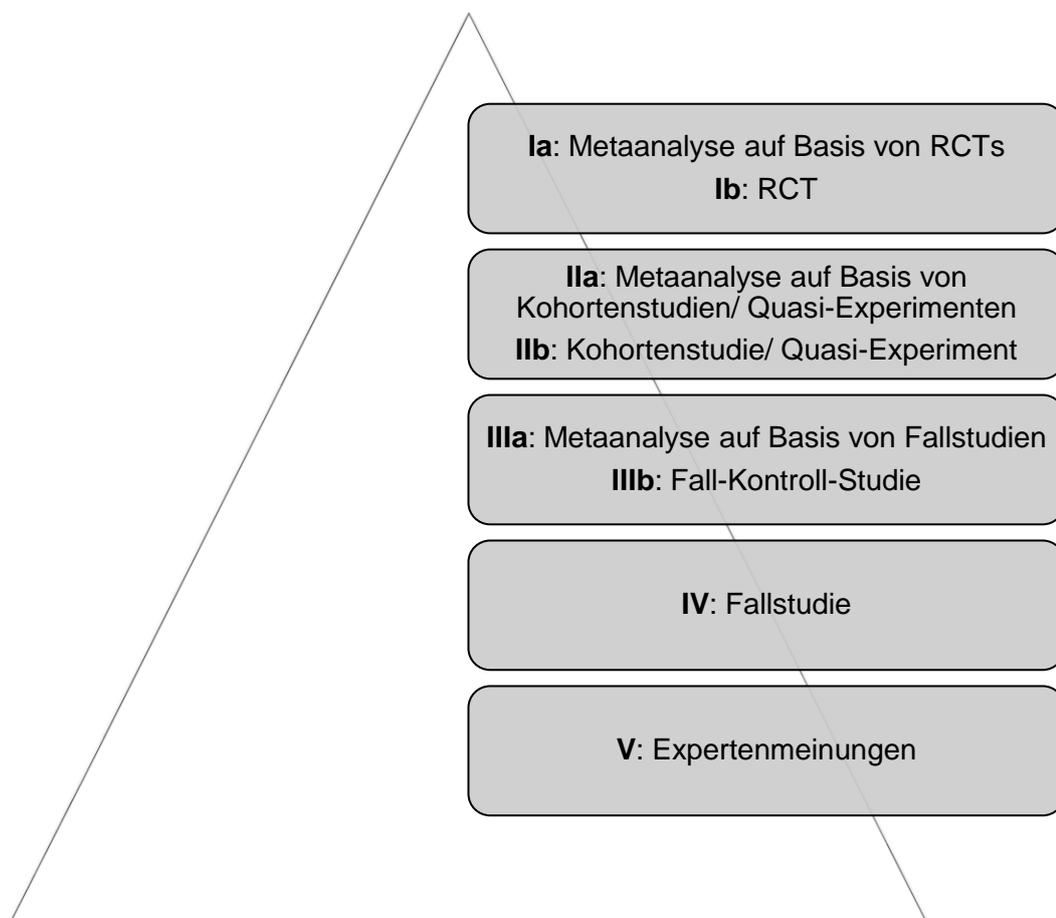 Ia: Metaanalyse auf Basis von RCTs
Ib: RCT
IIa: Metaanalyse auf Basis von
Kohortenstudien/ Quasi-Experimenten
IIb: Kohortenstudie/ Quasi-Experiment
IIIa: Metaanalyse auf Basis von Fallstudien
IIIb: Fall-Kontroll-Studie
IV: Fallstudie
V: Expertenmeinungen